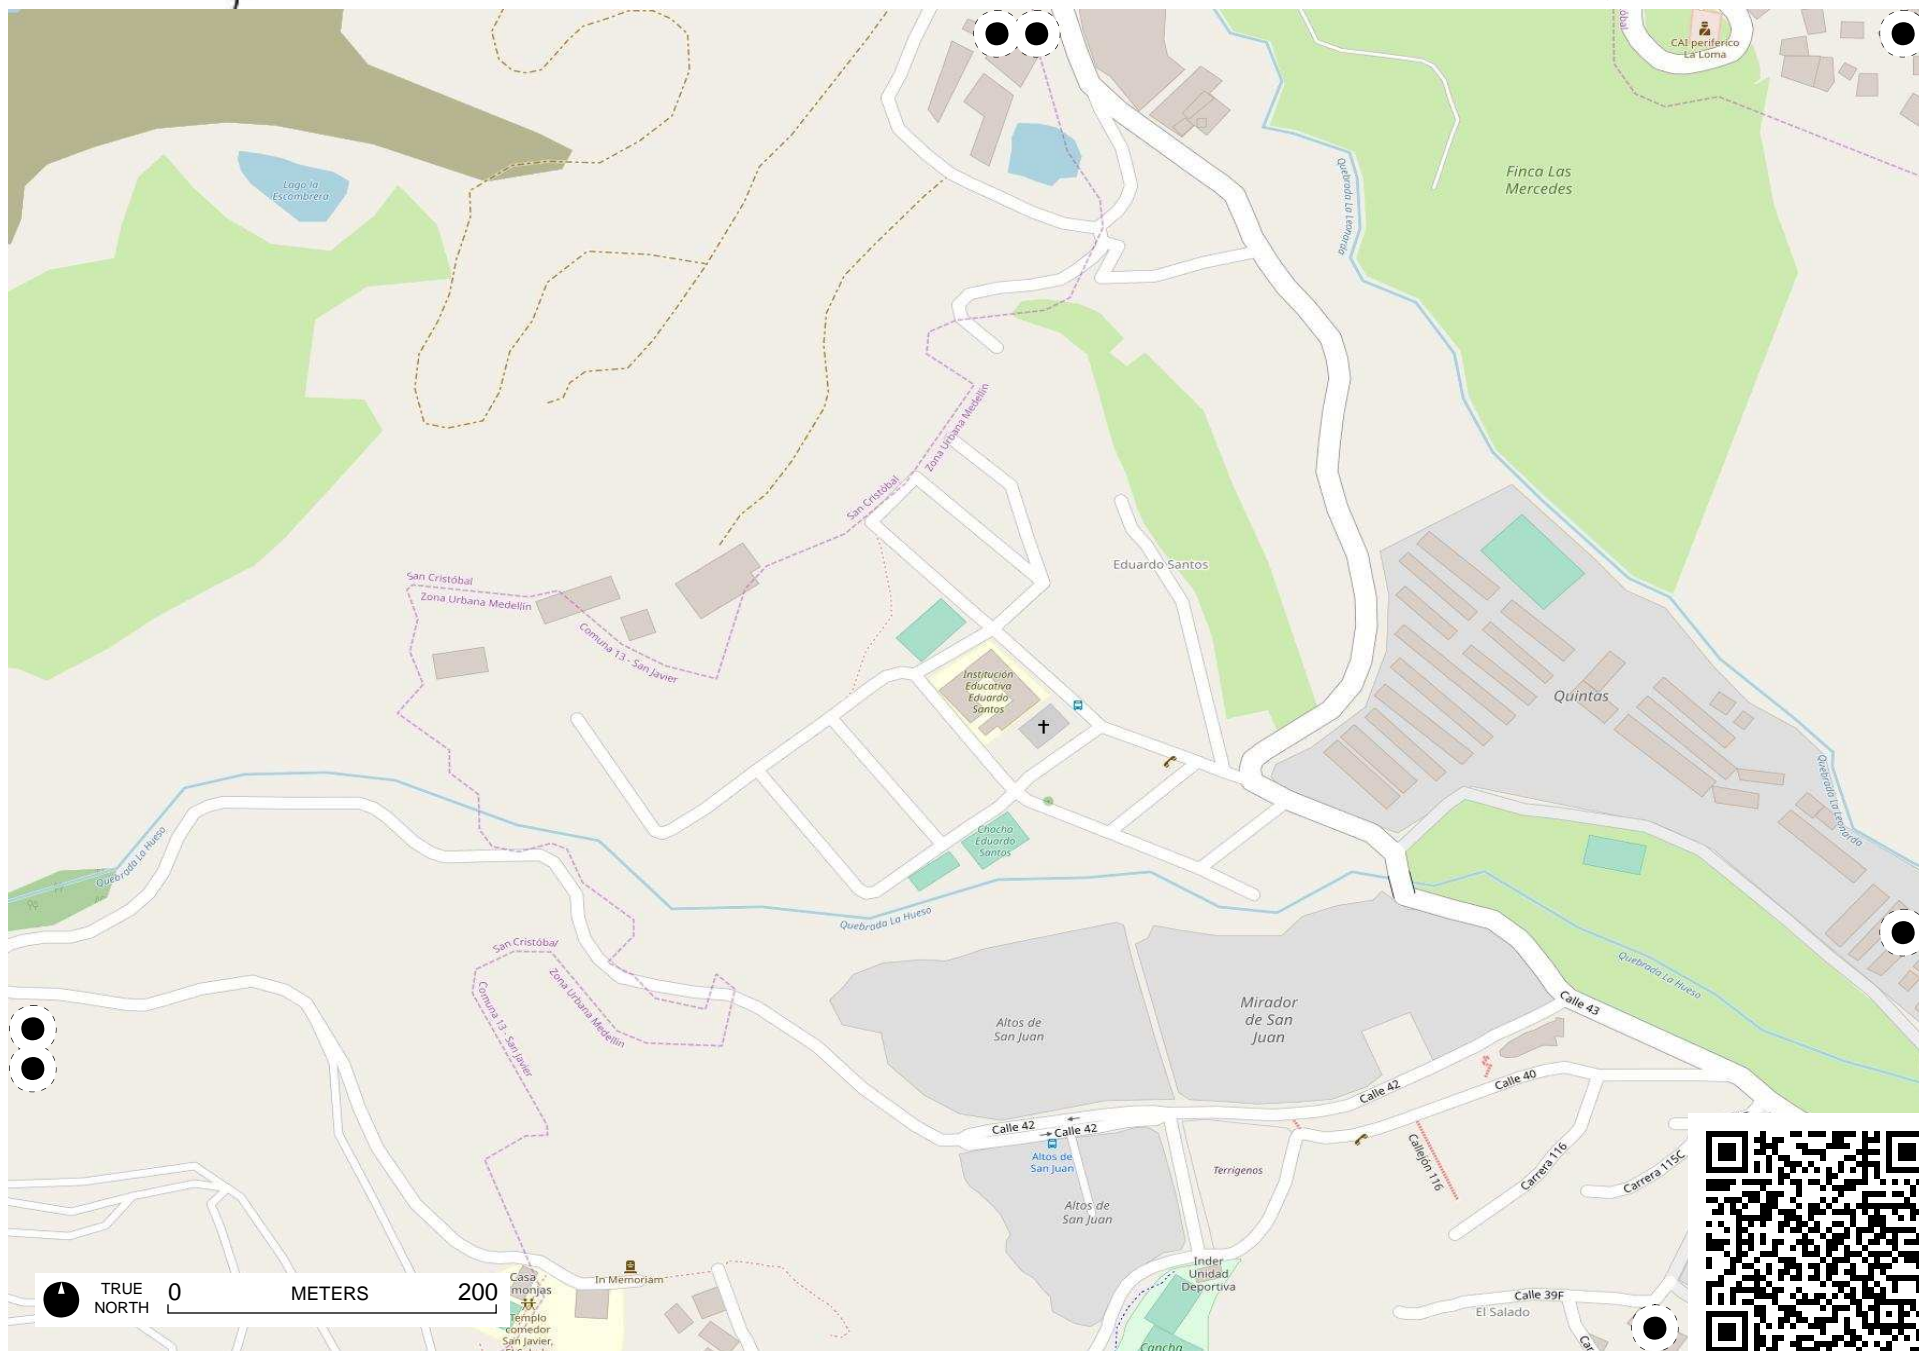 CAI periférico
La Loma
Finca Las
Mercedes
Quebrada La Leonarda
Lago la
Escombrera
Zona Urbana Medellín
San Cristóbal
Eduardo Santos
San Cristóbal
Zona Urbana Medellín
Comuna 13 - San Javier
Institución
Educativa
Eduardo
Santos
Quintas
Quebrada La Leonarda
Quebrada La Hueso
Chacha
Eduardo
Santos
Quebrada La Hueso
San Cristóbal
Zona Urbana Medellín
Comuna 13 - San Javier
Quebrada La Hueso
Altos de
San Juan
Mirador
de San
Juan
Calle 43
Calle 42
Calle 40
Calle 42
Calle 42
Altos de
San Juan
Terrigenos
Callejón 116
Carrera 116
Carrera 115C
Altos de
San Juan
Inder
Unidad
Deportiva
In Memoriam
Casa
monjas
Templo
comedor
San Javier,
Calle 39F
El Salado
Cancha
TRUE
NORTH
0 METERS 200